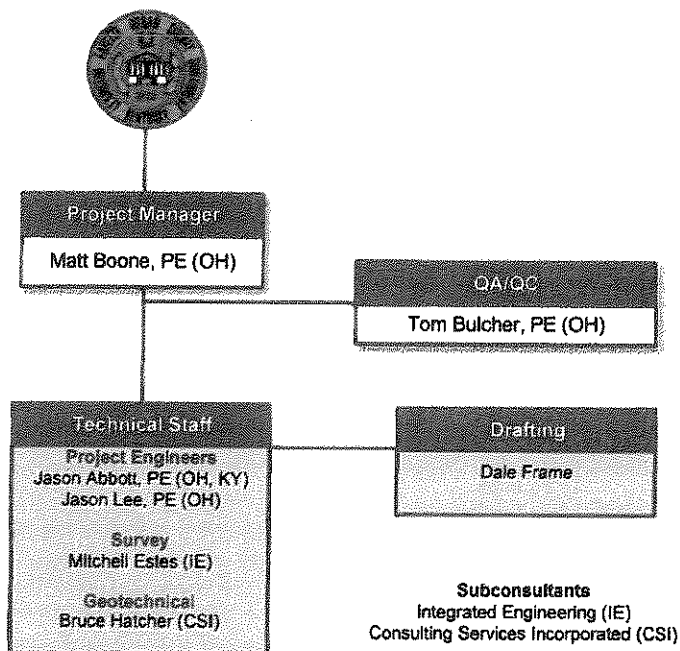 Project Manager
Matt Boone, PE (OH)
QA/QC
Tom Bulcher, PE (OH)
Technical Staff
Project Engineers
Jason Abbott, PE (OH, KY)
Jason Lee, PE (OH)
Survey
Mitchell Estes (IE)
Geotechnical
Bruce Hatcher (CSI)
Drafting
Dale Frame
Subconsultants
Integrated Engineering (IE)
Consulting Services Incorporated (CSI)